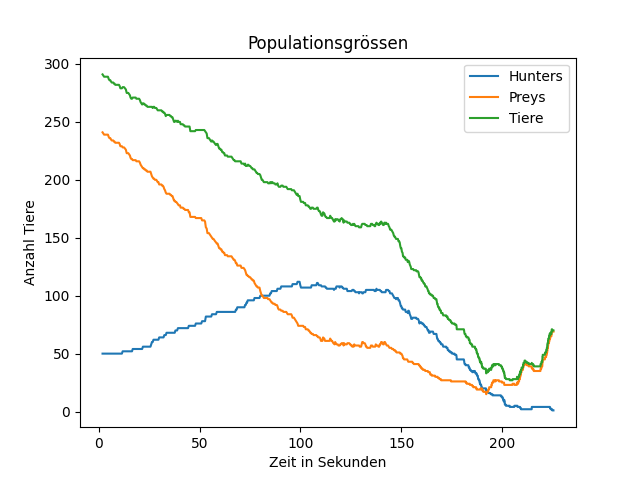 Populationsgrössen
300
250
200
150
100
50
0
Anzahl Tiere
Hunters
Preys
Tiere
0 50 100 150 200
Zeit in Sekunden